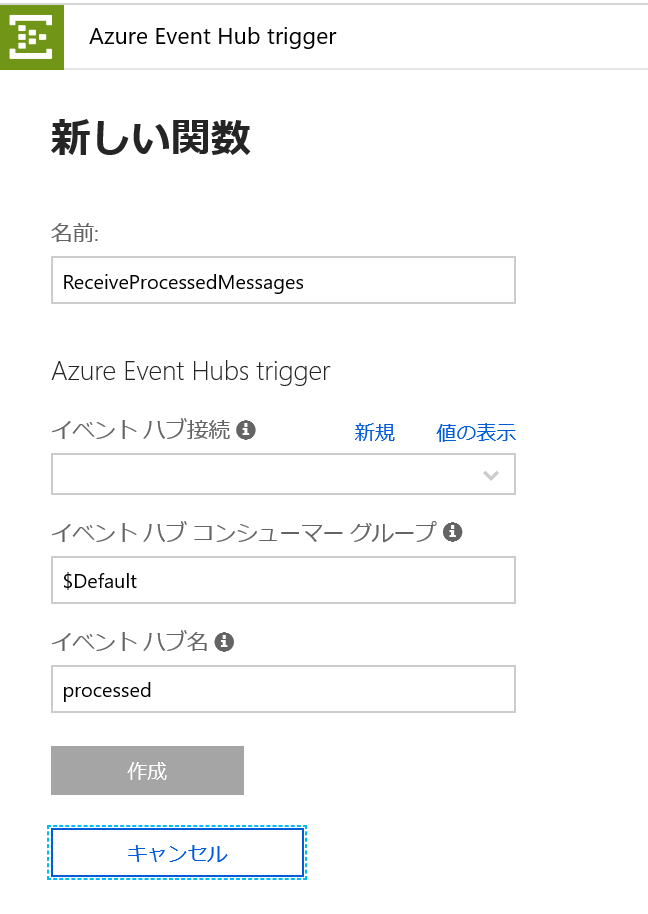 Azure Event Hub trigger
新しい関数
名前:
ReceiveProcessedMessages
Azure Event Hubs trigger
イベント ハブ接続 新規 値の表示
イベント ハブ コンシューマー グループ
$Default
イベント ハブ名
processed
作成
キャンセル